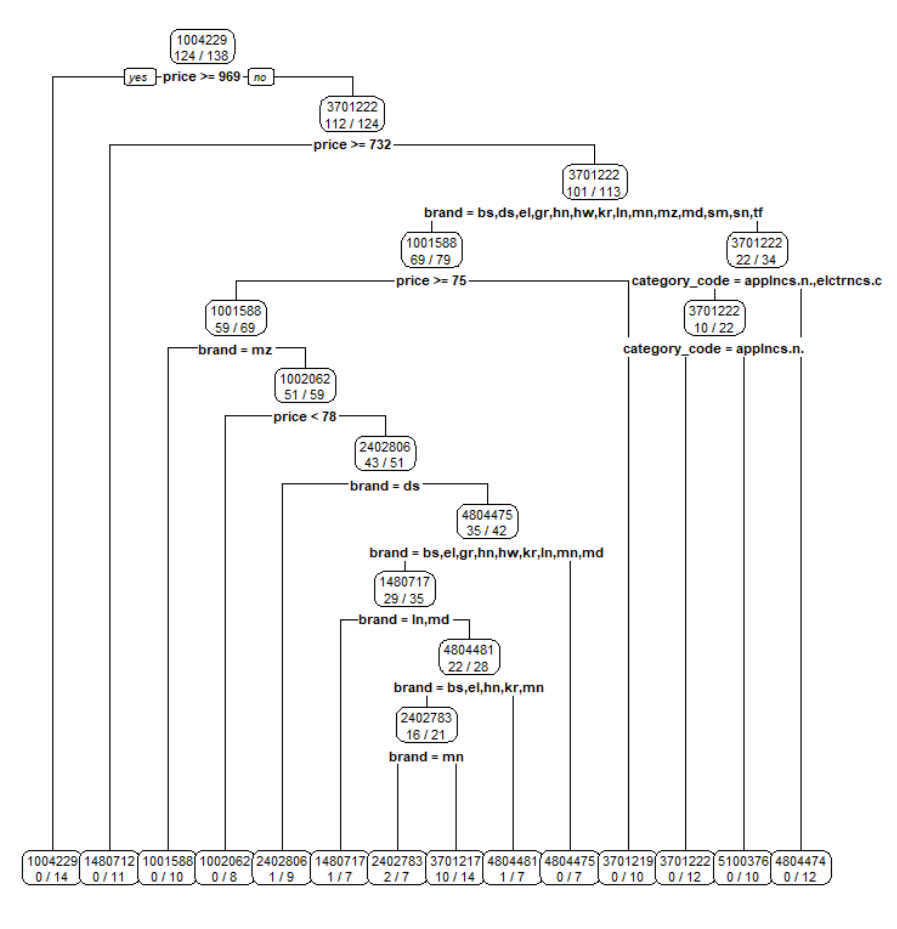 1004229
124 / 138
yes price >= 969 no
3701222
112 / 124
price >= 732
3701222
101 / 113
brand = bs,ds,el,gr,hn,hw,kr,ln,mn,mz,md,sm,sn,tf
1001588
69 / 79
3701222
22 / 34
price >= 75
category_code = applncs.n.,elctrncs.c
1001588
59 / 69
3701222
10 / 22
brand = mz
category_code = applncs.n.
1002062
51 / 59
price < 78
2402806
43 / 51
brand = ds
4804475
35 / 42
brand = bs,el,gr,hn,hw,kr,ln,mn,md
1480717
29 / 35
brand = ln,md
4804481
22 / 28
brand = bs,el,hn,kr,mn
2402783
16 / 21
brand = mn
1004229 1480712 1001588 1002062 2402806 1480717 2402783 3701217 4804481 4804475 3701219 3701222 5100376 4804474
0 / 14 0 / 11 0 / 10 0 / 8 1 / 9 1 / 7 2 / 7 10 / 14 1 / 7 0 / 7 0 / 10 0 / 12 0 / 10 0 / 12